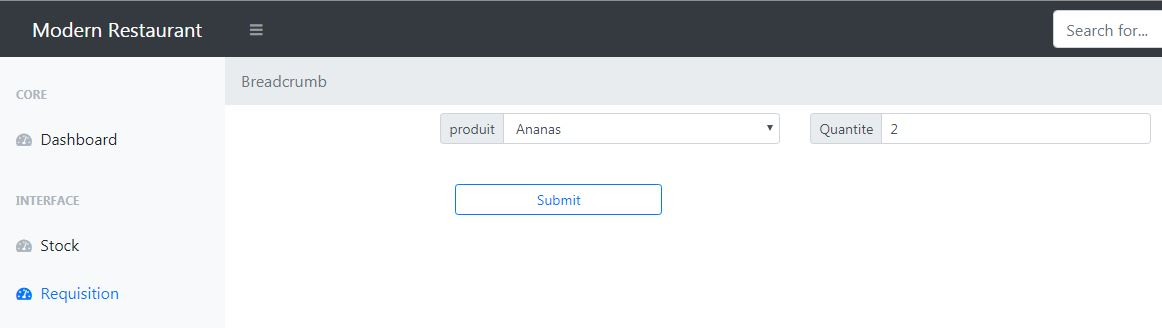 Modern Restaurant
Search for...
CORE
Dashboard
INTERFACE
Stock
Requisition
Breadcrumb
produit Ananas Quantite 2
Submit